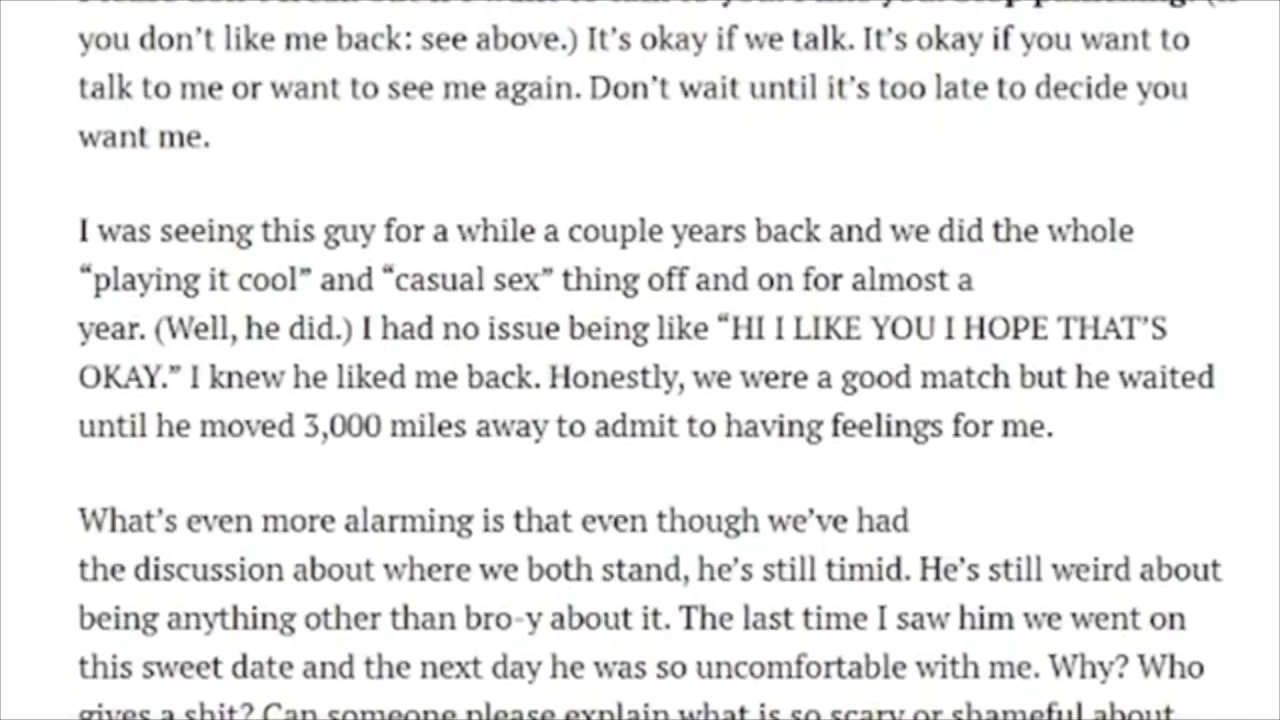 you don’t like me back: see above.) It’s okay if we talk. It’s okay if you want to
talk to me or want to see me again. Don’t wait until it’s too late to decide you
want me.
I was seeing this guy for a while a couple years back and we did the whole
“playing it cool” and “casual sex” thing off and on for almost a
year. (Well, he did.) I had no issue being like “HI I LIKE YOU I HOPE THAT’S
OKAY.” I knew he liked me back. Honestly, we were a good match but he waited
until he moved 3,000 miles away to admit to having feelings for me.
What’s even more alarming is that even though we’ve had
the discussion about where we both stand, he’s still timid. He’s still weird about
being anything other than bro-y about it. The last time I saw him we went on
this sweet date and the next day he was so uncomfortable with me. Why? Who
gives a shit? Can someone please explain what is so scary or shameful about